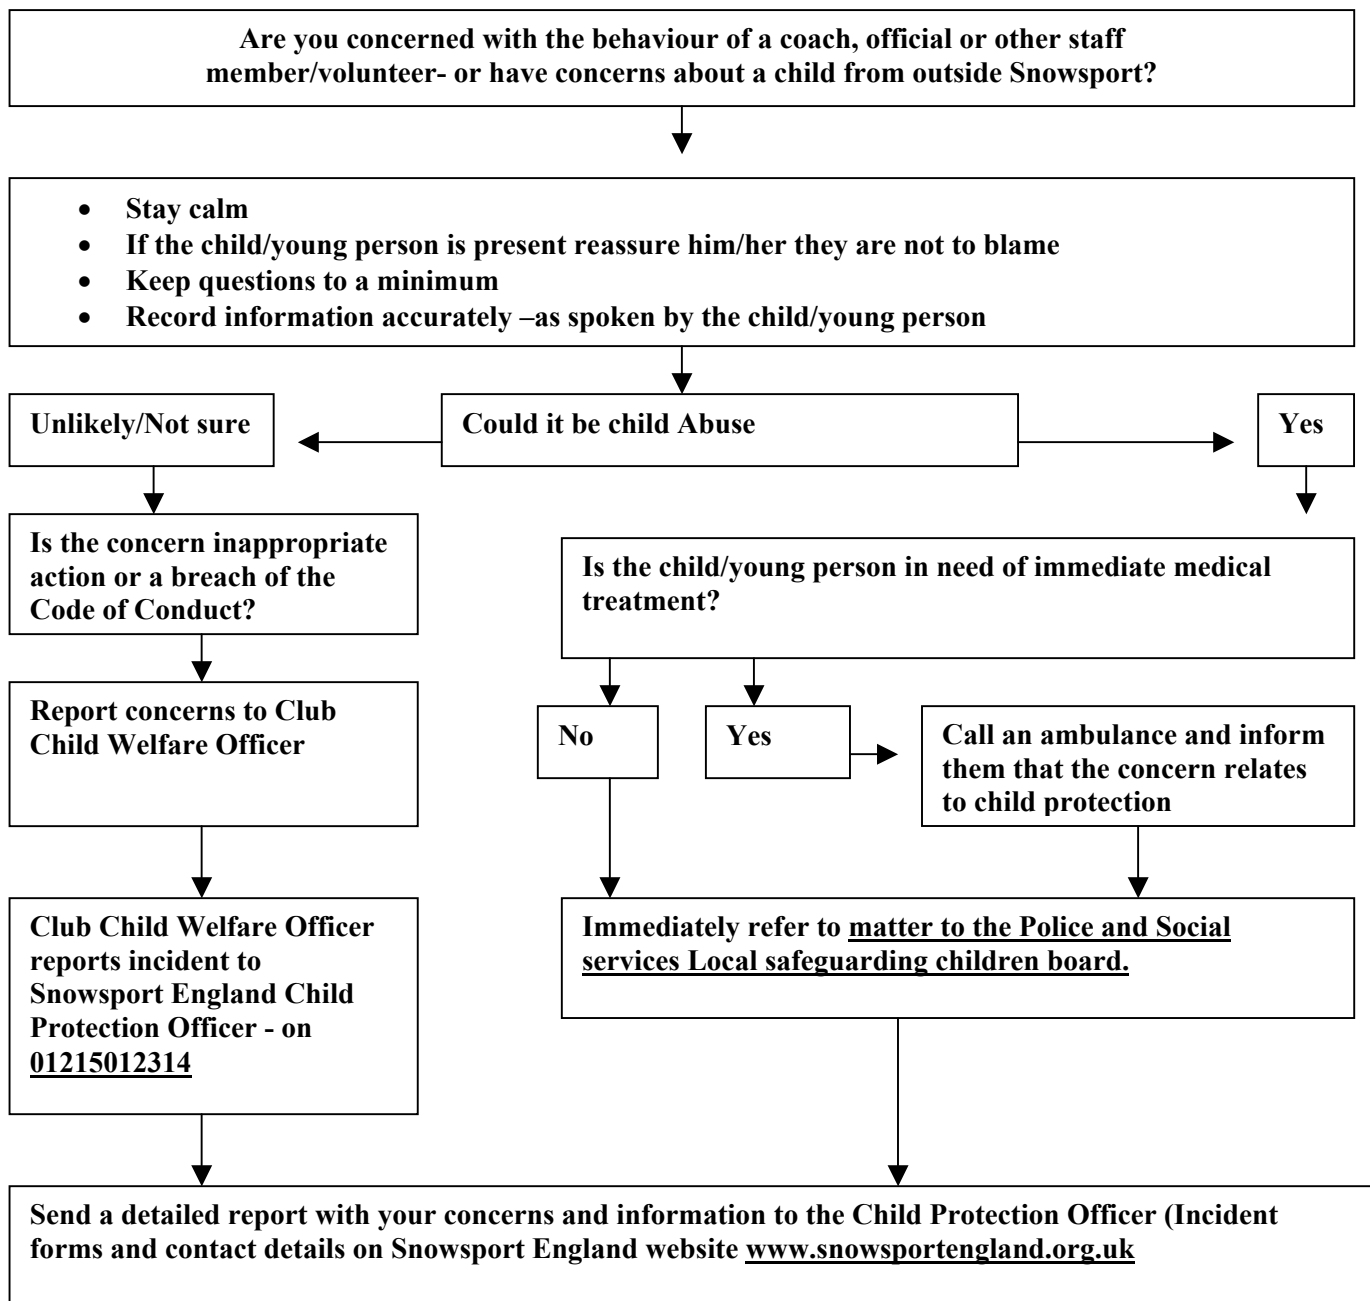 Are you concerned with the behaviour of a coach, official or other staff
member/volunteer- or have concerns about a child from outside Snowsport?
• Stay calm
• If the child/young person is present reassure him/her they are not to blame
• Keep questions to a minimum
• Record information accurately –as spoken by the child/young person
Unlikely/Not sure
Could it be child Abuse
Yes
Is the concern inappropriate
action or a breach of the
Code of Conduct?
Is the child/young person in need of immediate medical
treatment?
Report concerns to Club
Child Welfare Officer
No
Yes
Call an ambulance and inform
them that the concern relates
to child protection
Club Child Welfare Officer
reports incident to
Snowsport England Child
Protection Officer - on
01215012314
Immediately refer to matter to the Police and Social
services Local safeguarding children board.
Send a detailed report with your concerns and information to the Child Protection Officer (Incident
forms and contact details on Snowsport England website www.snowsportengland.org.uk